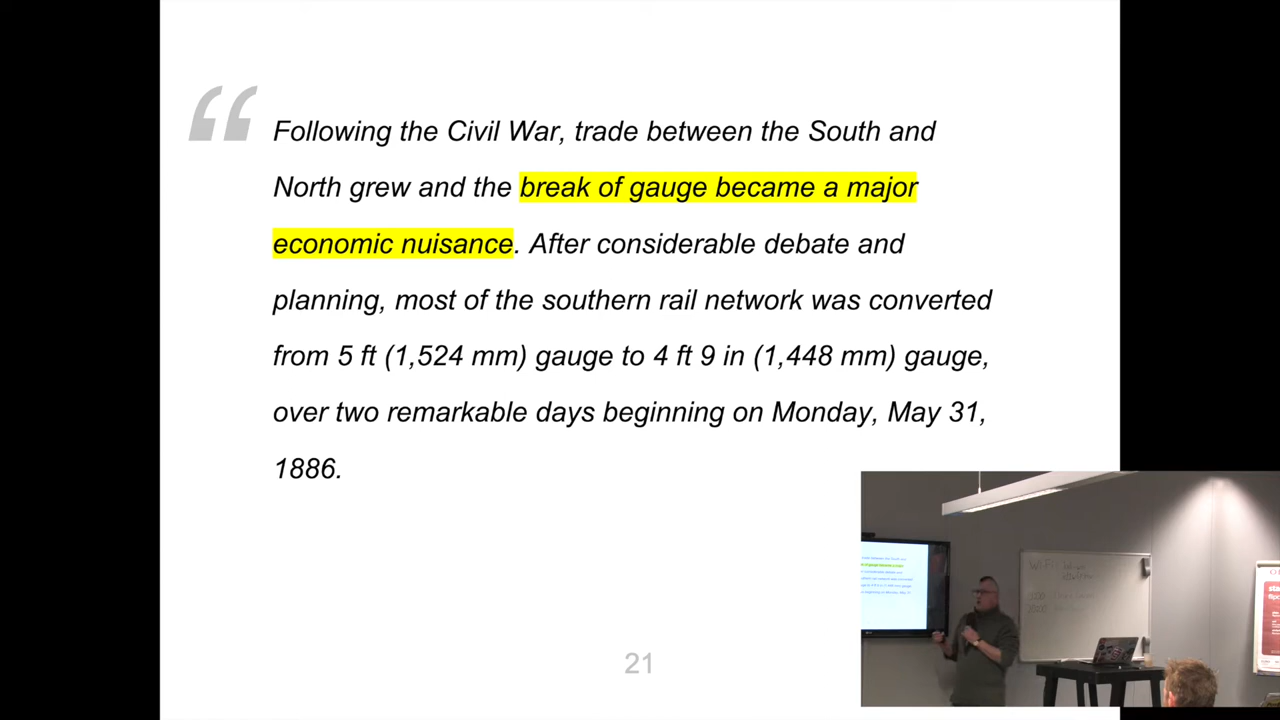 “
Following the Civil War, trade between the South and
North grew and the break of gauge became a major
economic nuisance. After considerable debate and
planning, most of the southern rail network was converted
from 5 ft (1,524 mm) gauge to 4 ft 9 in (1,448 mm) gauge,
over two remarkable days beginning on Monday, May 31,
1886.
21